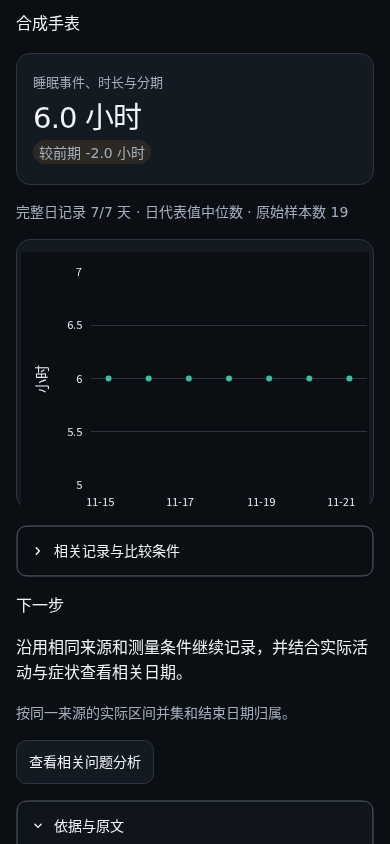 合成手表
睡眠事件、时长与分期
6.0 小时
较前期 -2.0 小时
完整日记录 7/7 天 · 日代表值中位数 · 原始样本数 19
7
6.5
小时
6
5.5
5
11-15
11-17
11-19
11-21
相关记录与比较条件
下一步
沿用相同来源和测量条件继续记录，并结合实际活
动与症状查看相关日期。
按同一来源的实际区间并集和结束日期归属。
查看相关问题分析
依据与原文